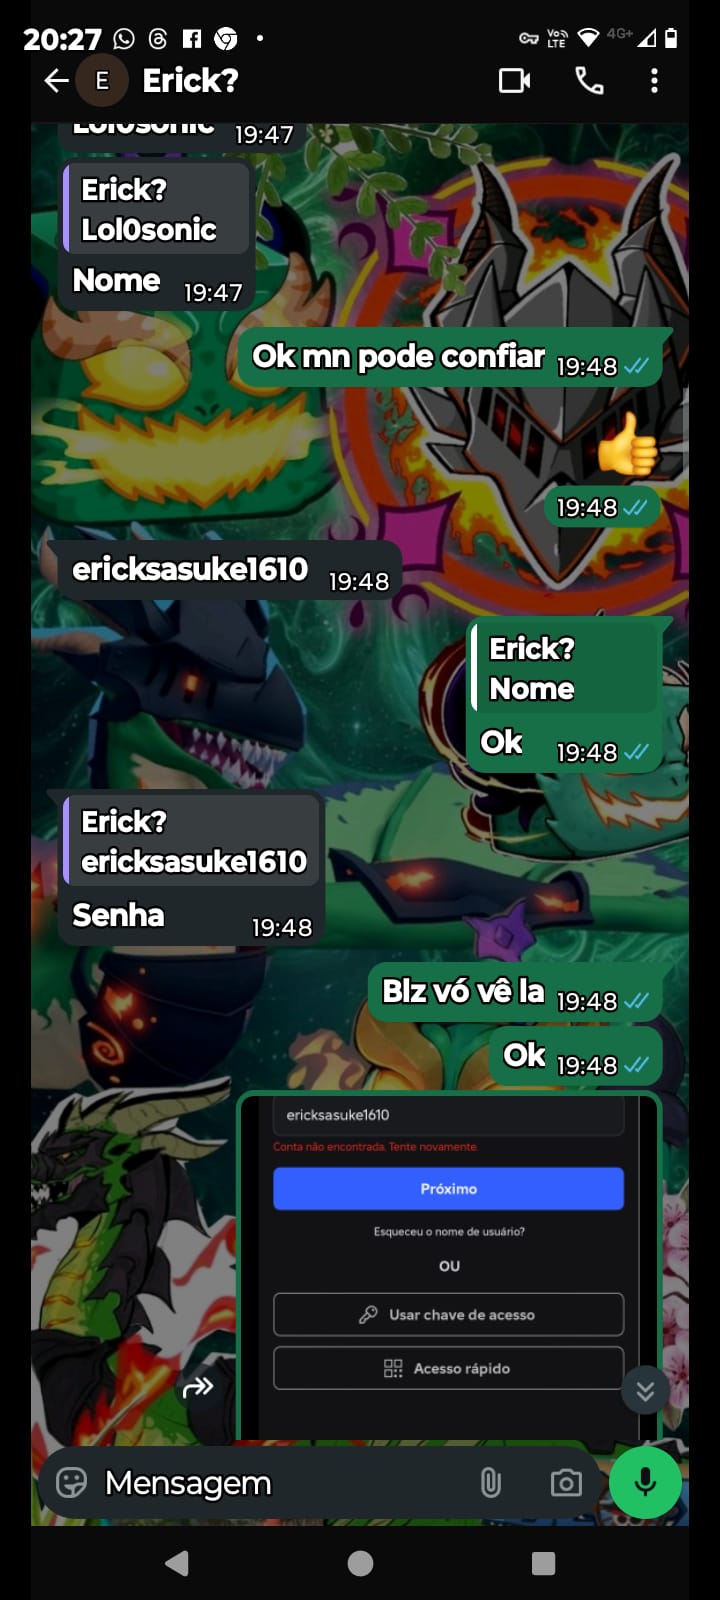 20:27
Vo))
LTE
4G+
E
Erick?
Lol0sonic 19:47
Erick?
Lol0sonic
Nome 19:47
Ok mn pode confiar 19:48
👍
19:48
ericksasuke1610 19:48
Erick?
Nome
Ok 19:48
Erick?
ericksasuke1610
Senha 19:48
Blz vó vê la 19:48
Ok 19:48
ericksasuke1610
Conta não encontrada. Tente novamente.
Próximo
Esqueceu o nome de usuário?
OU
Usar chave de acesso
Acesso rápido
Mensagem